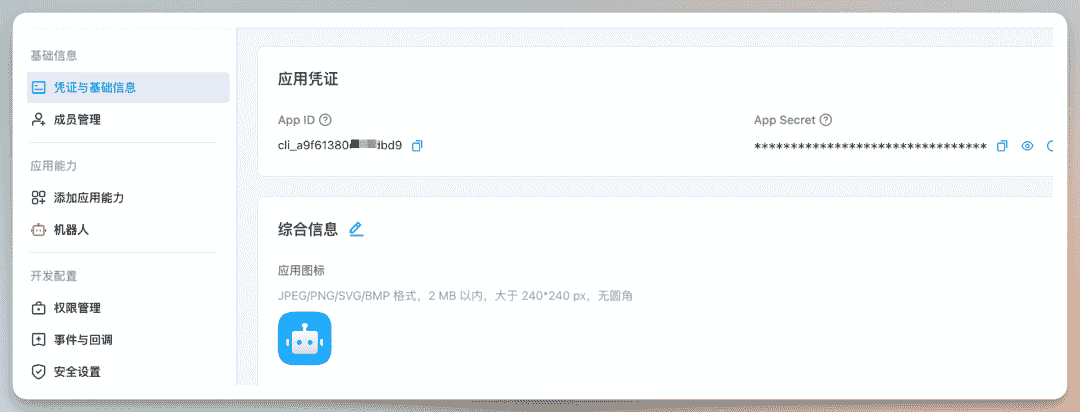 基础信息
凭证与基础信息
成员管理
应用能力
添加应用能力
机器人
开发配置
权限管理
事件与回调
安全设置
应用凭证
App ID
App Secret
cli_a9f61380 dbd9
********************************
综合信息
应用图标
JPEG/PNG/SVG/BMP 格式，2 MB 以内，大于 240*240 px，无圆角